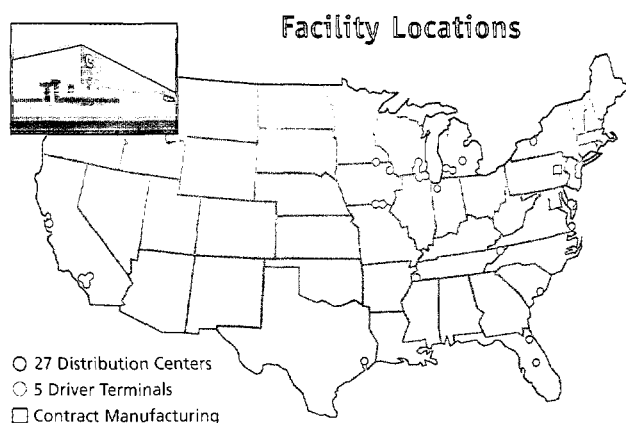 Facility Locations
27 Distribution Centers
5 Driver Terminals
Contract Manufacturing